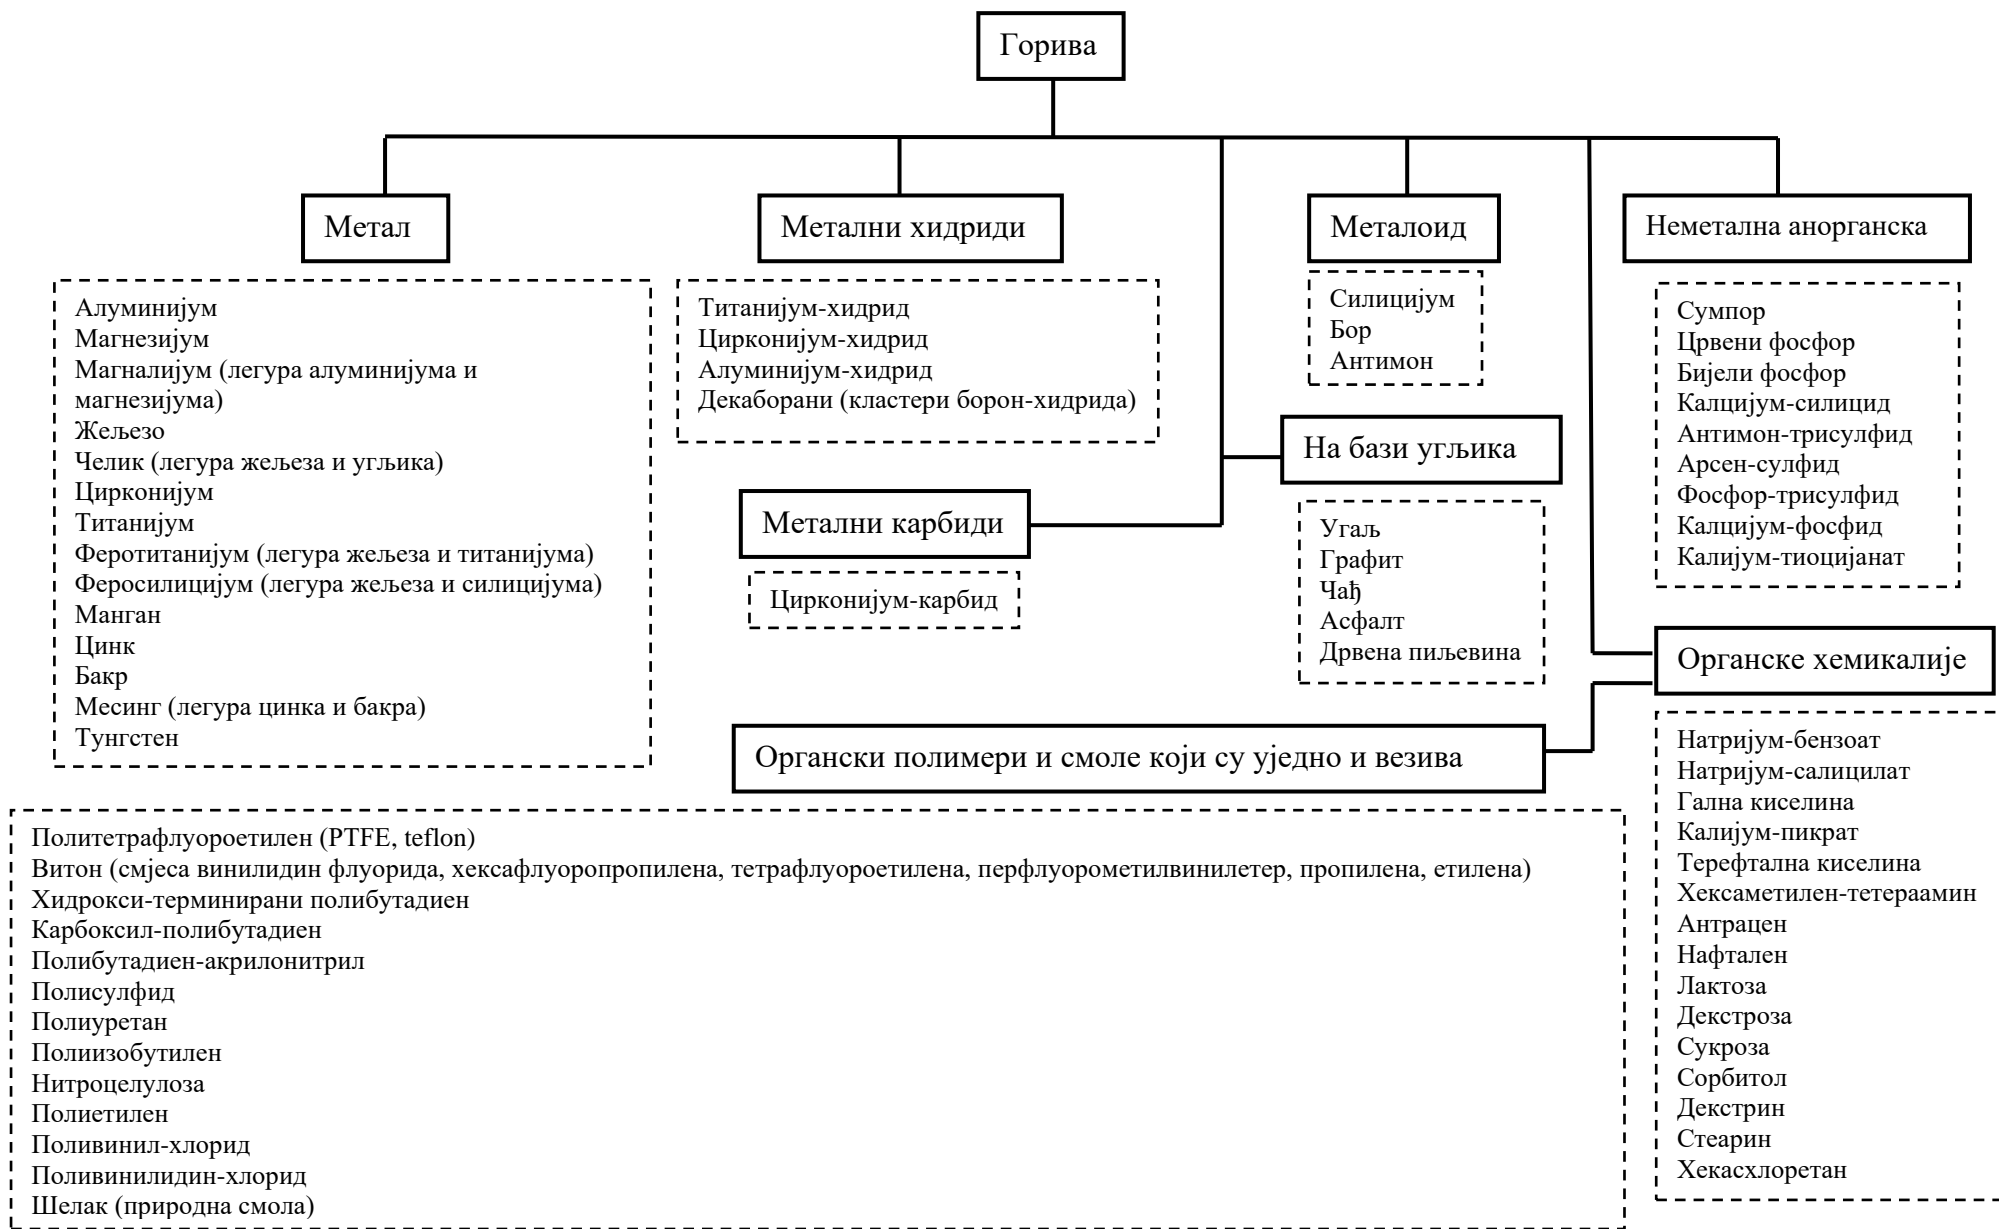 Горива
Метал
Алуминијум
Магнезијум
Магналијум (легура алуминијума и
магнезијума)
Жељезо
Челик (легура жељеза и угљика)
Цирконијум
Титанијум
Феротитанијум (легура жељеза и титанијума)
Феросилицијум (легура жељеза и силицијума)
Манган
Цинк
Бакр
Месинг (легура цинка и бакра)
Тунгстен
Метални хидриди
Титанијум-хидрид
Цирконијум-хидрид
Алуминијум-хидрид
Декаборани (кластери борон-хидрида)
Метални карбиди
Цирконијум-карбид
Металоид
Силицијум
Бор
Антимон
На бази угљика
Угаљ
Графит
Чађ
Асфалт
Дрвена пиљевина
Неметална анорганска
Сумпор
Црвени фосфор
Бијели фосфор
Калцијум-силицид
Антимон-трисулфид
Арсен-сулфид
Фосфор-трисулфид
Калцијум-фосфид
Калијум-тиоцијанат
Органске хемикалије
Натријум-бензоат
Натријум-салицилат
Гална киселина
Калијум-пикрат
Терефтална киселина
Хексаметилен-тетераамин
Антрацен
Нафтален
Лактоза
Декстроза
Сукроза
Сорбитол
Декстрин
Стеарин
Хекасхлоретан
Органски полимери и смоле који су уједно и везива
Политетрафлуороетилен (PTFE, teflon)
Витон (смјеса винилидин флуорида, хексафлуоропропилена, тетрафлуороетилена, перфлуорометилвинилетер, пропилена, етилена)
Хидрокси-терминирани полибутадиен
Карбоксил-полибутадиен
Полибутадиен-акрилонитрил
Полисулфид
Полиуретан
Полиизобутилен
Нитроцелулоза
Полиетилен
Поливинил-хлорид
Поливинилидин-хлорид
Шелак (природна смола)